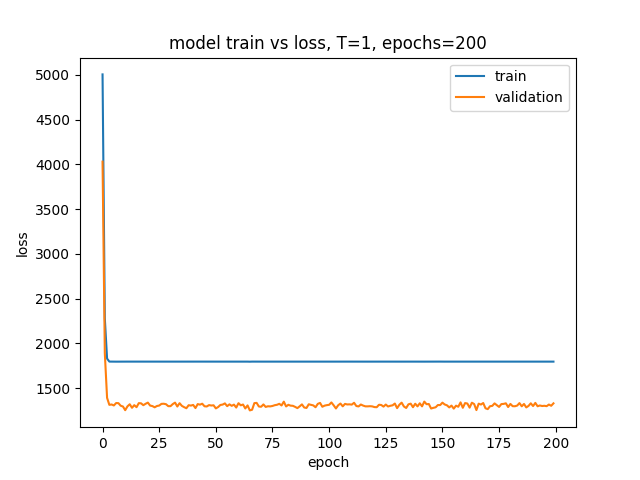 model train vs loss, T=1, epochs=200
train
validation
5000
4500
4000
3500
3000
2500
2000
1500
loss
0 25 50 75 100 125 150 175 200
epoch